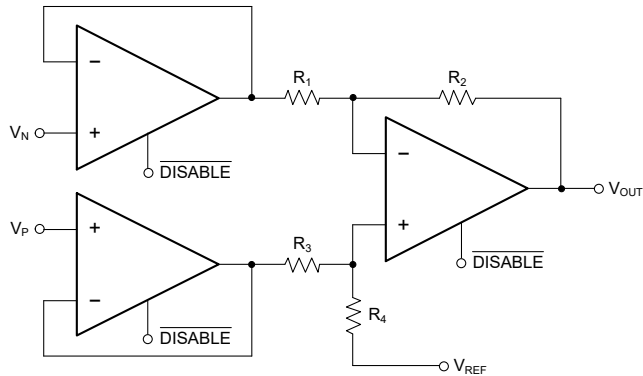 R1
R2
−
VN
+
DISABLE
−
VOUT
VP
+
+
R3
DISABLE
−
DISABLE
R4
VREF